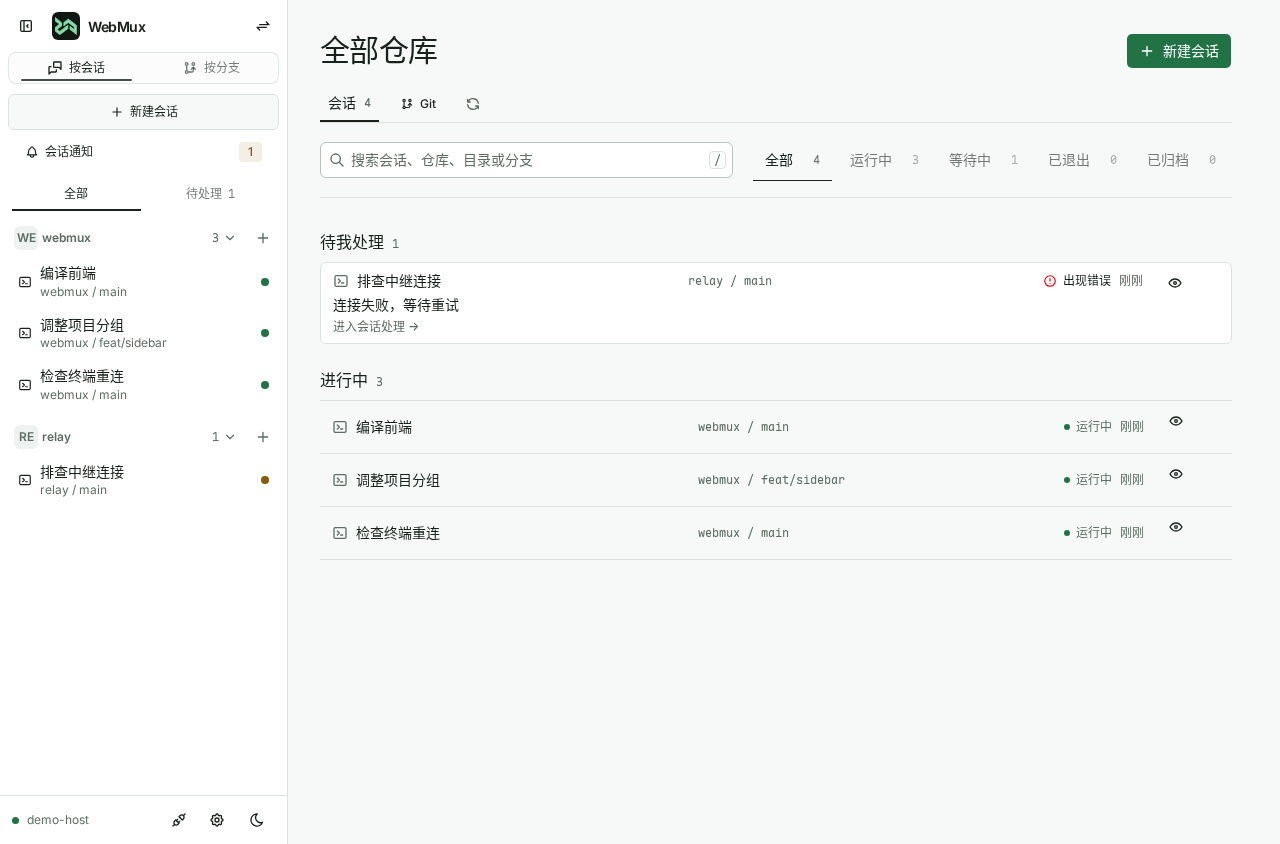 WebMux
按会话
按分支
新建会话
会话通知 1
全部
待处理 1
WE webmux 3
编译前端
webmux / main
调整项目分组
webmux / feat/sidebar
检查终端重连
webmux / main
RE relay 1
排查中继连接
relay / main
demo-host
全部仓库
新建会话
会话 4
Git
搜索会话、仓库、目录或分支 /
全部 4
运行中 3
等待中 1
已退出 0
已归档 0
待我处理 1
排查中继连接 relay / main 出现错误 刚刚
连接失败，等待重试
进入会话处理 →
进行中 3
编译前端 webmux / main 运行中 刚刚
调整项目分组 webmux / feat/sidebar 运行中 刚刚
检查终端重连 webmux / main 运行中 刚刚